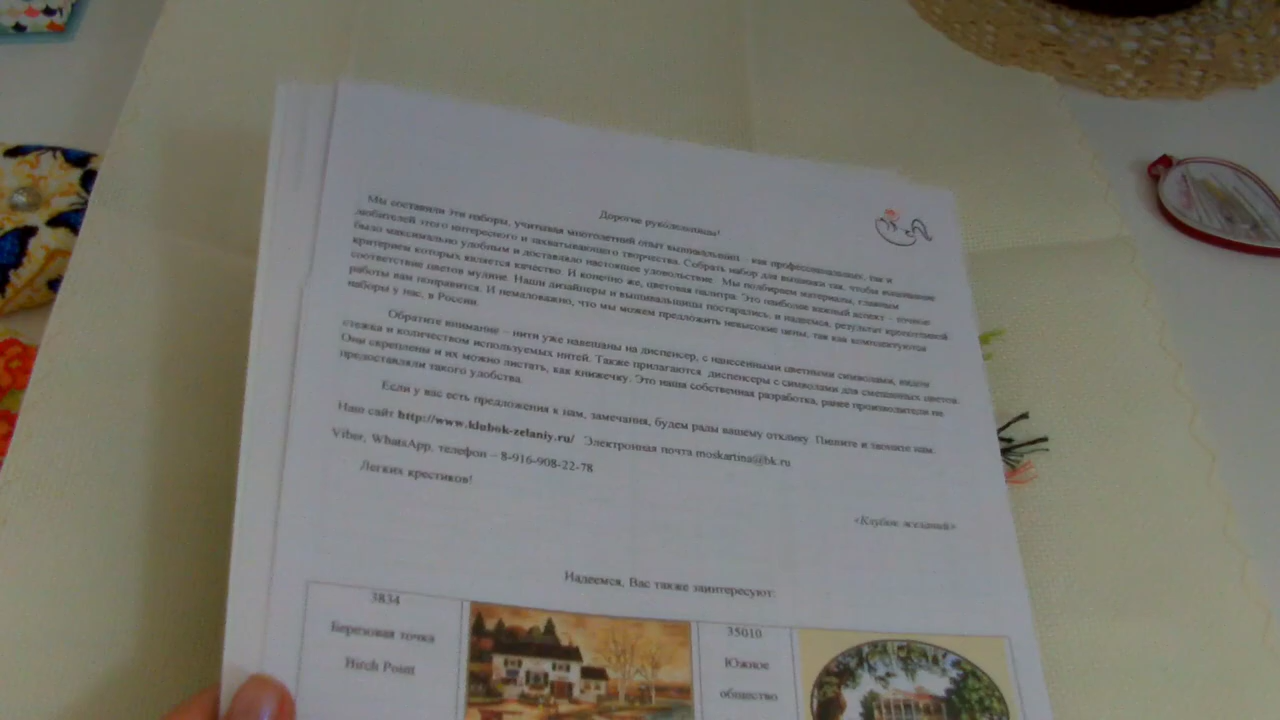 Дорогие рукодельницы!
Мы составили эти наборы, учитывая многолетний опыт вышивальниц – как профессиональных, так и
любителей этого интересного и захватывающего творчества. Собрать набор для вышивки так, чтобы вышивание
было максимально удобным и доставляло настоящее удовольствие. Мы подбираем материалы, главным
критерием которых является качество. И конечно же, цветовая палитра. Это наиболее важный аспект – точное
соответствие цветов мулине. Наши дизайнеры и вышивальщицы постарались, и надеемся, результат кропотливой
работы вам понравится. И немаловажно, что мы можем предложить невысокие цены, так как комплектуются
наборы у нас, в России.
Обратите внимание – нити уже навешаны на диспенсер, с нанесенными цветными символами, видом
стежка и количеством используемых нитей. Также прилагаются диспенсеры с символами для смешанных цветов.
Они скреплены и их можно листать, как книжечку. Это наша собственная разработка, ранее производители не
предоставляли такого удобства.
Если у вас есть предложения к нам, замечания, будем рады вашему отклику. Пишите и звоните нам.
Наш сайт http://www.klubok-zelaniy.ru/ Электронная почта moskartina@bk.ru
Viber, WhatsApp, телефон – 8-916-908-22-78
Легких крестиков!
«Клубок желаний»
Надеемся, Вас также заинтересуют:
3834
Березовая точка
Birch Point
35010
Южное
общество